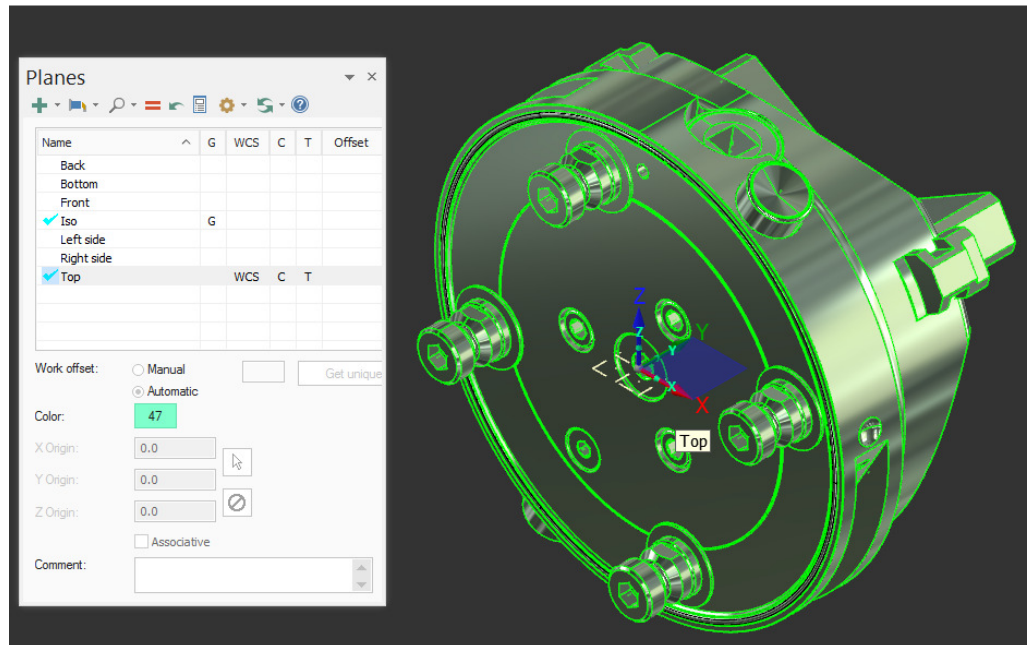 Planes
Name G WCS C T Offset
Back
Bottom
Front
Iso G
Left side
Right side
Top WCS C T
Work offset: Manual Get unique
Automatic
Color: 47
X Origin: 0.0
Y Origin: 0.0
Z Origin: 0.0
Associative
Comment:
Z
Z
Y
Y
X
X
Top